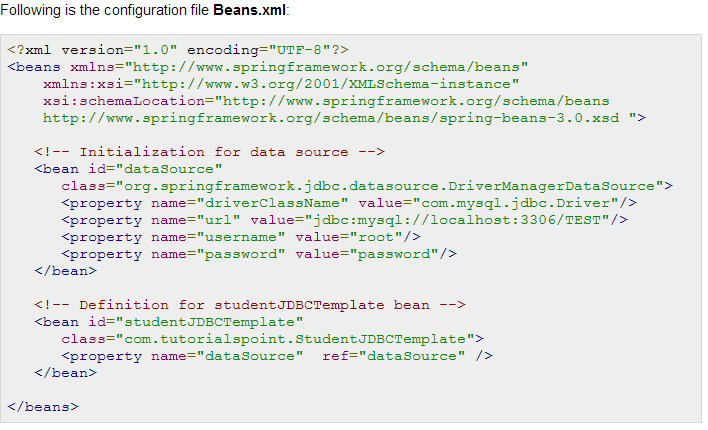 Following is the configuration file Beans.xml:
<?xml version="1.0" encoding="UTF-8"?>
<beans xmlns="http://www.springframework.org/schema/beans"
    xmlns:xsi="http://www.w3.org/2001/XMLSchema-instance"
    xsi:schemaLocation="http://www.springframework.org/schema/beans
    http://www.springframework.org/schema/beans/spring-beans-3.0.xsd ">
   <!-- Initialization for data source -->
   <bean id="dataSource"
      class="org.springframework.jdbc.datasource.DriverManagerDataSource">
      <property name="driverClassName" value="com.mysql.jdbc.Driver"/>
      <property name="url" value="jdbc:mysql://localhost:3306/TEST"/>
      <property name="username" value="root"/>
      <property name="password" value="password"/>
   </bean>
   <!-- Definition for studentJDBCTemplate bean -->
   <bean id="studentJDBCTemplate"
      class="com.tutorialspoint.StudentJDBCTemplate">
      <property name="dataSource"  ref="dataSource" />
   </bean>
</beans>